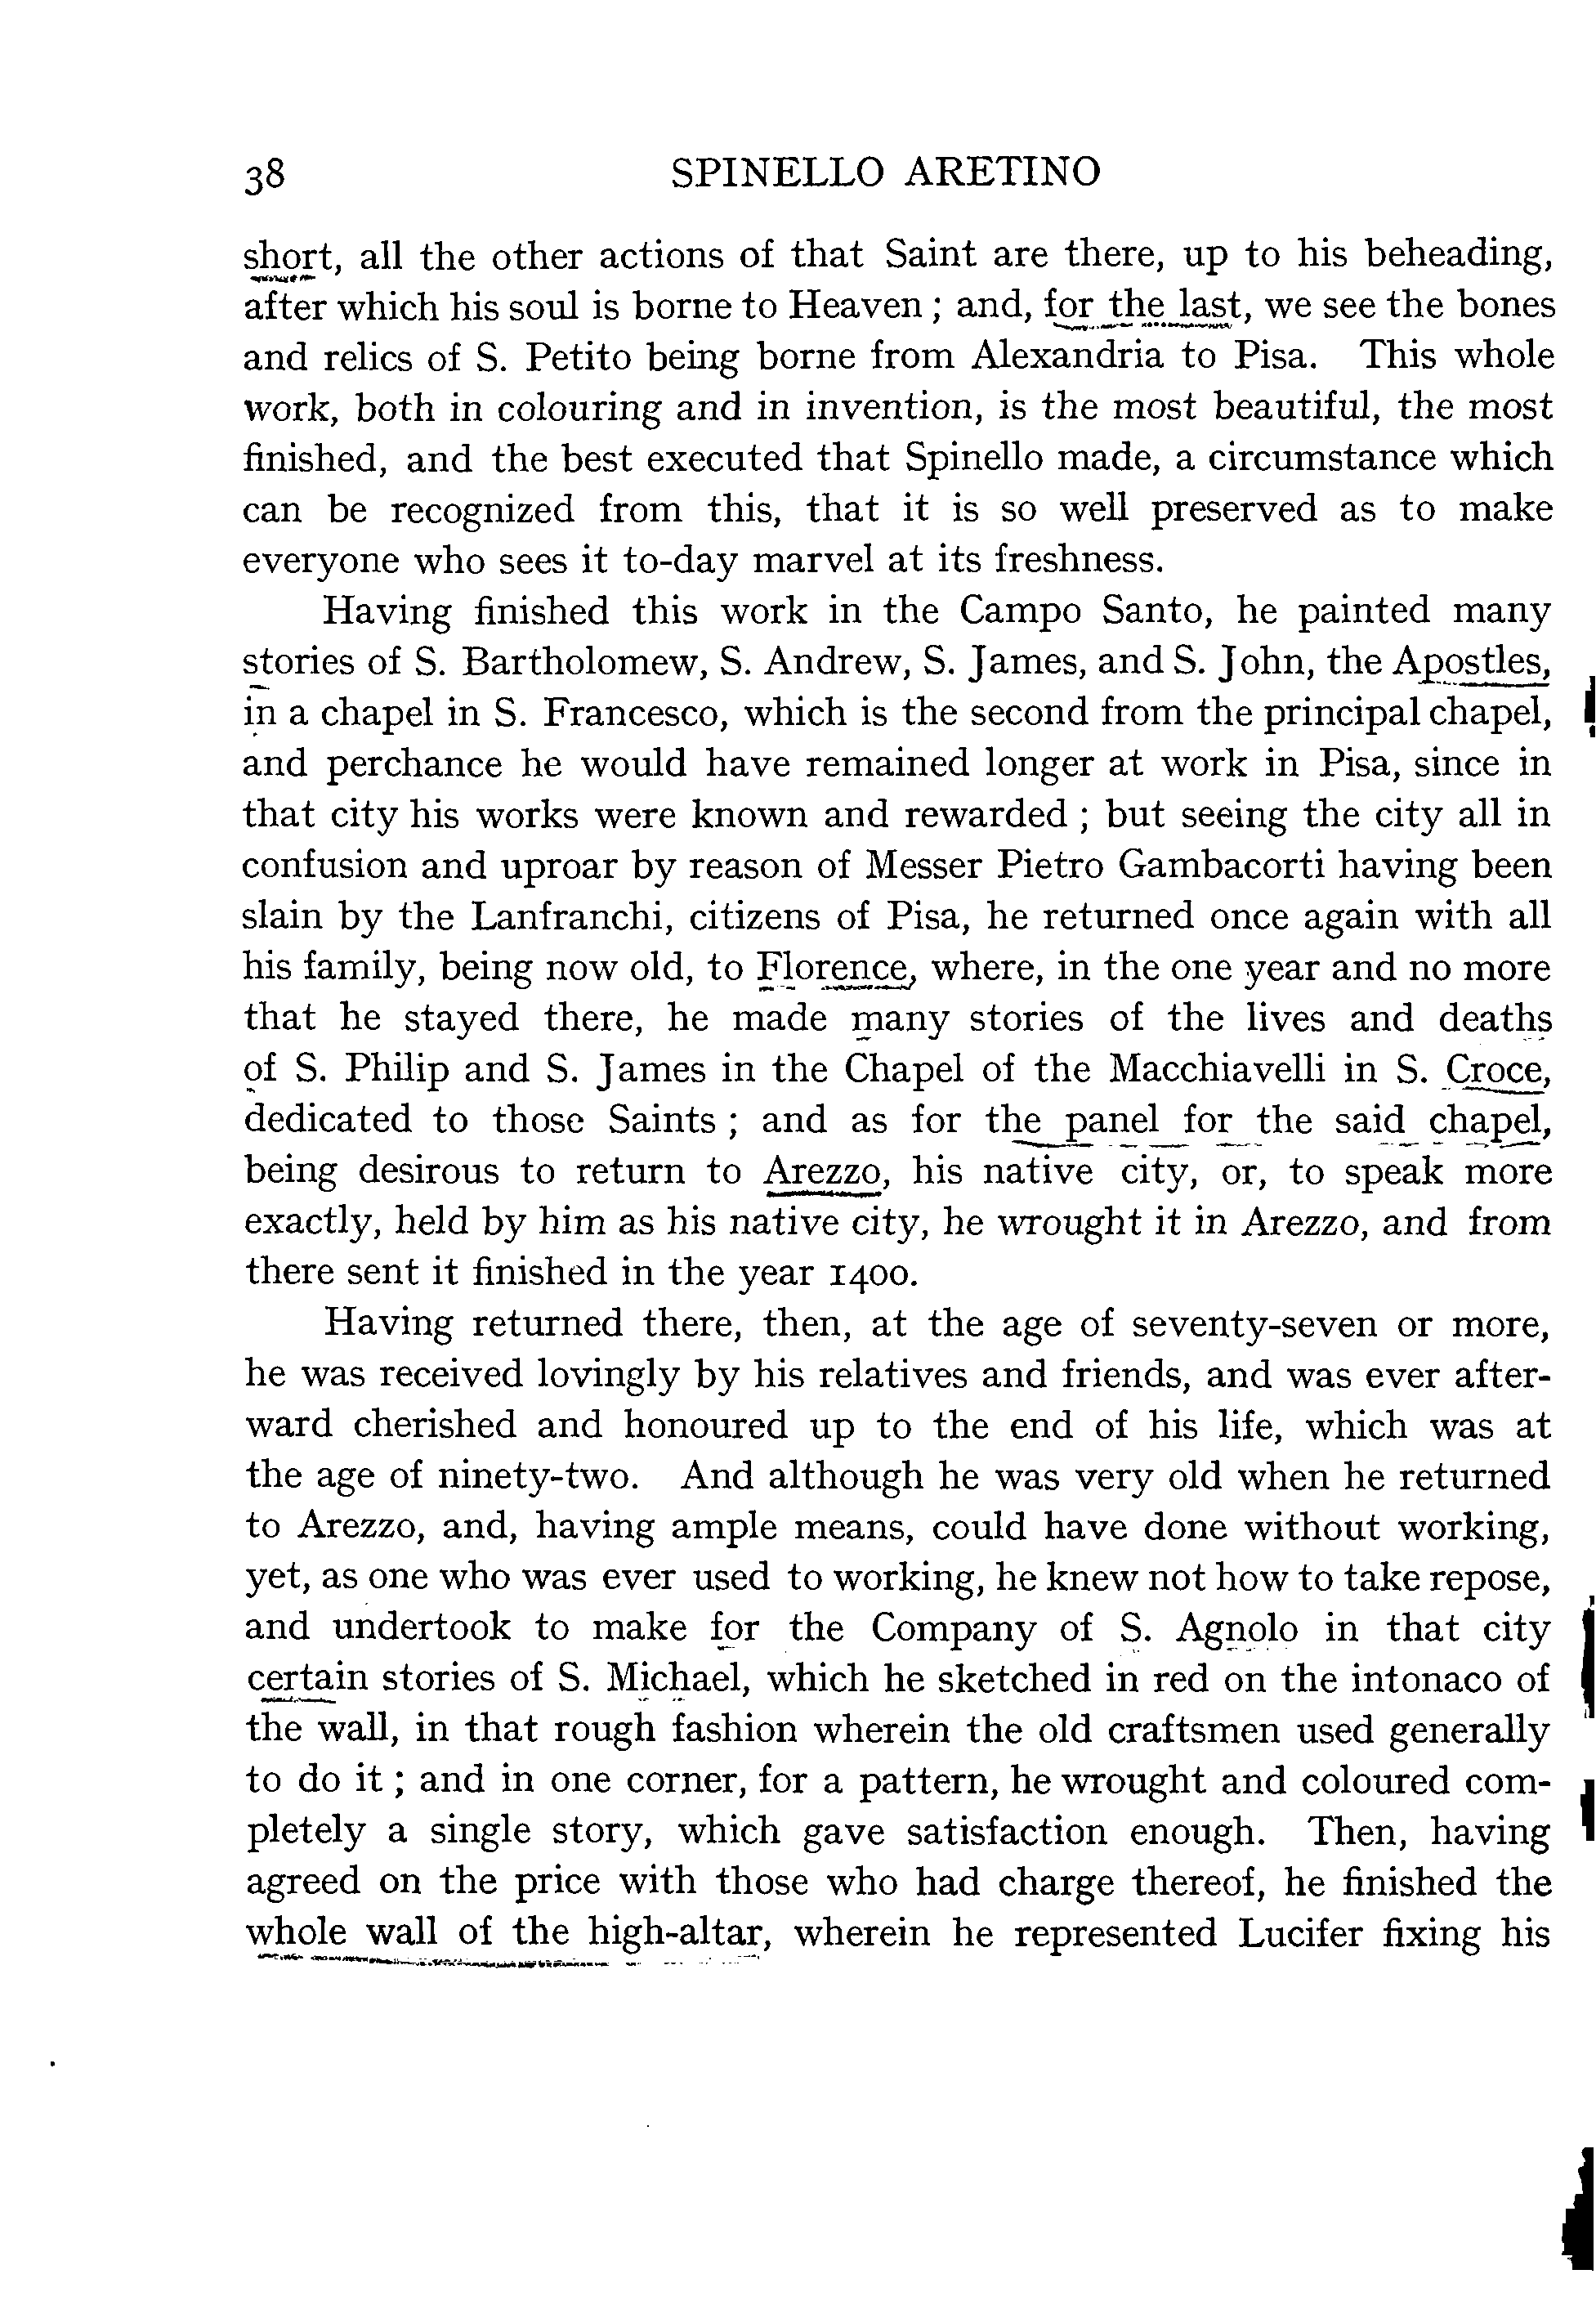 38 SPINELLO ARETINO
short, all the other actions of that Saint are there, up to his beheading,
after which his soul is borne to Heaven; and, for the last, we see the bones
and relics of S. Petito being borne from Alexandria to Pisa. This whole
work, both in colouring and in invention, is the most beautiful, the most
finished, and the best executed that Spinello made, a circumstance which
can be recognized from this, that it is so well preserved as to make
everyone who sees it to-day marvel at its freshness.
Having finished this work in the Campo Santo, he painted many
stories of S. Bartholomew, S. Andrew, S. James, and S. John, the Apostles,
in a chapel in S. Francesco, which is the second from the principal chapel,
and perchance he would have remained longer at work in Pisa, since in
that city his works were known and rewarded; but seeing the city all in
confusion and uproar by reason of Messer Pietro Gambacorti having been
slain by the Lanfranchi, citizens of Pisa, he returned once again with all
his family, being now old, to Florence, where, in the one year and no more
that he stayed there, he made many stories of the lives and deaths
of S. Philip and S. James in the Chapel of the Macchiavelli in S. Croce,
dedicated to those Saints; and as for the panel for the said chapel,
being desirous to return to Arezzo, his native city, or, to speak more
exactly, held by him as his native city, he wrought it in Arezzo, and from
there sent it finished in the year 1400.
Having returned there, then, at the age of seventy-seven or more,
he was received lovingly by his relatives and friends, and was ever after-
ward cherished and honoured up to the end of his life, which was at
the age of ninety-two. And although he was very old when he returned
to Arezzo, and, having ample means, could have done without working,
yet, as one who was ever used to working, he knew not how to take repose,
and undertook to make for the Company of S. Agnolo in that city
certain stories of S. Michael, which he sketched in red on the intonaco of
the wall, in that rough fashion wherein the old craftsmen used generally
to do it; and in one corner, for a pattern, he wrought and coloured com-
pletely a single story, which gave satisfaction enough. Then, having
agreed on the price with those who had charge thereof, he finished the
whole wall of the high-altar, wherein he represented Lucifer fixing his